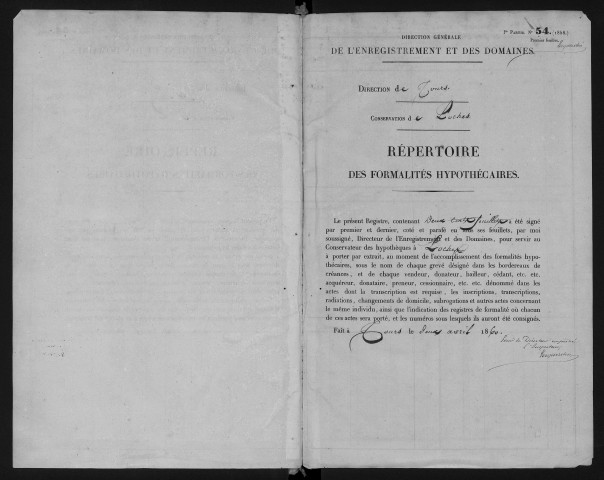 DIRECTION GÉNÉRALE
DE L'ENREGISTREMENT ET DES DOMAINES.
DIRECTION de Tours.
CONSERVATION de Loches
RÉPERTOIRE
DES FORMALITÉS HYPOTHÉCAIRES.
Le présent Registre, contenant Deux cents feuillets a été signé
par premier et dernier, coté et parafé en tous ses feuillets, par moi
soussigné, Directeur de l'Enregistrement et des Domaines, pour servir au
Conservateur des hypothèques à Loches
à porter par extrait, au moment de l'accomplissement des formalités hypo-
thécaires, sous le nom de chaque grevé désigné dans les bordereaux de
créances, et de chaque vendeur, donateur, bailleur, cédant, etc. etc.
acquéreur, donataire, preneur, cessionnaire, etc. etc. dénommé dans les
actes dont la transcription est requise, les inscriptions, transcriptions,
radiations, changements de domicile, subrogations et autres actes concernant
le même individu, ainsi que l'indication des registres de formalité où chacun
de ces actes sera porté, et les numéros sous lesquels ils auront été consignés.
Fait à Tours le deux avril 1860.